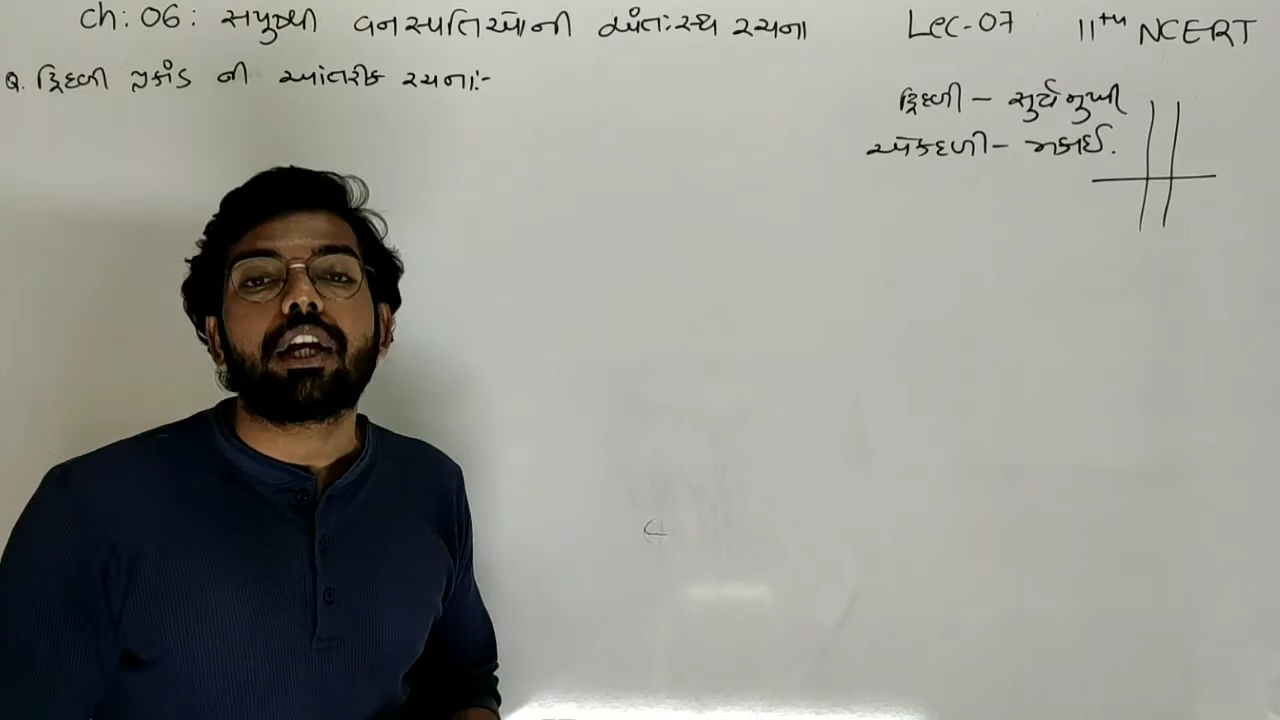 Ch: 06: સપુષ્પી વનસ્પતિઓની અંતઃસ્થ રચના Lec-07 11th NCERT
Q. દ્વિદળી પ્રકાંડ ની આંતરીક રચના:-
દ્વિદળી - સુર્યમુખી
એકદળી - મકાઈ.